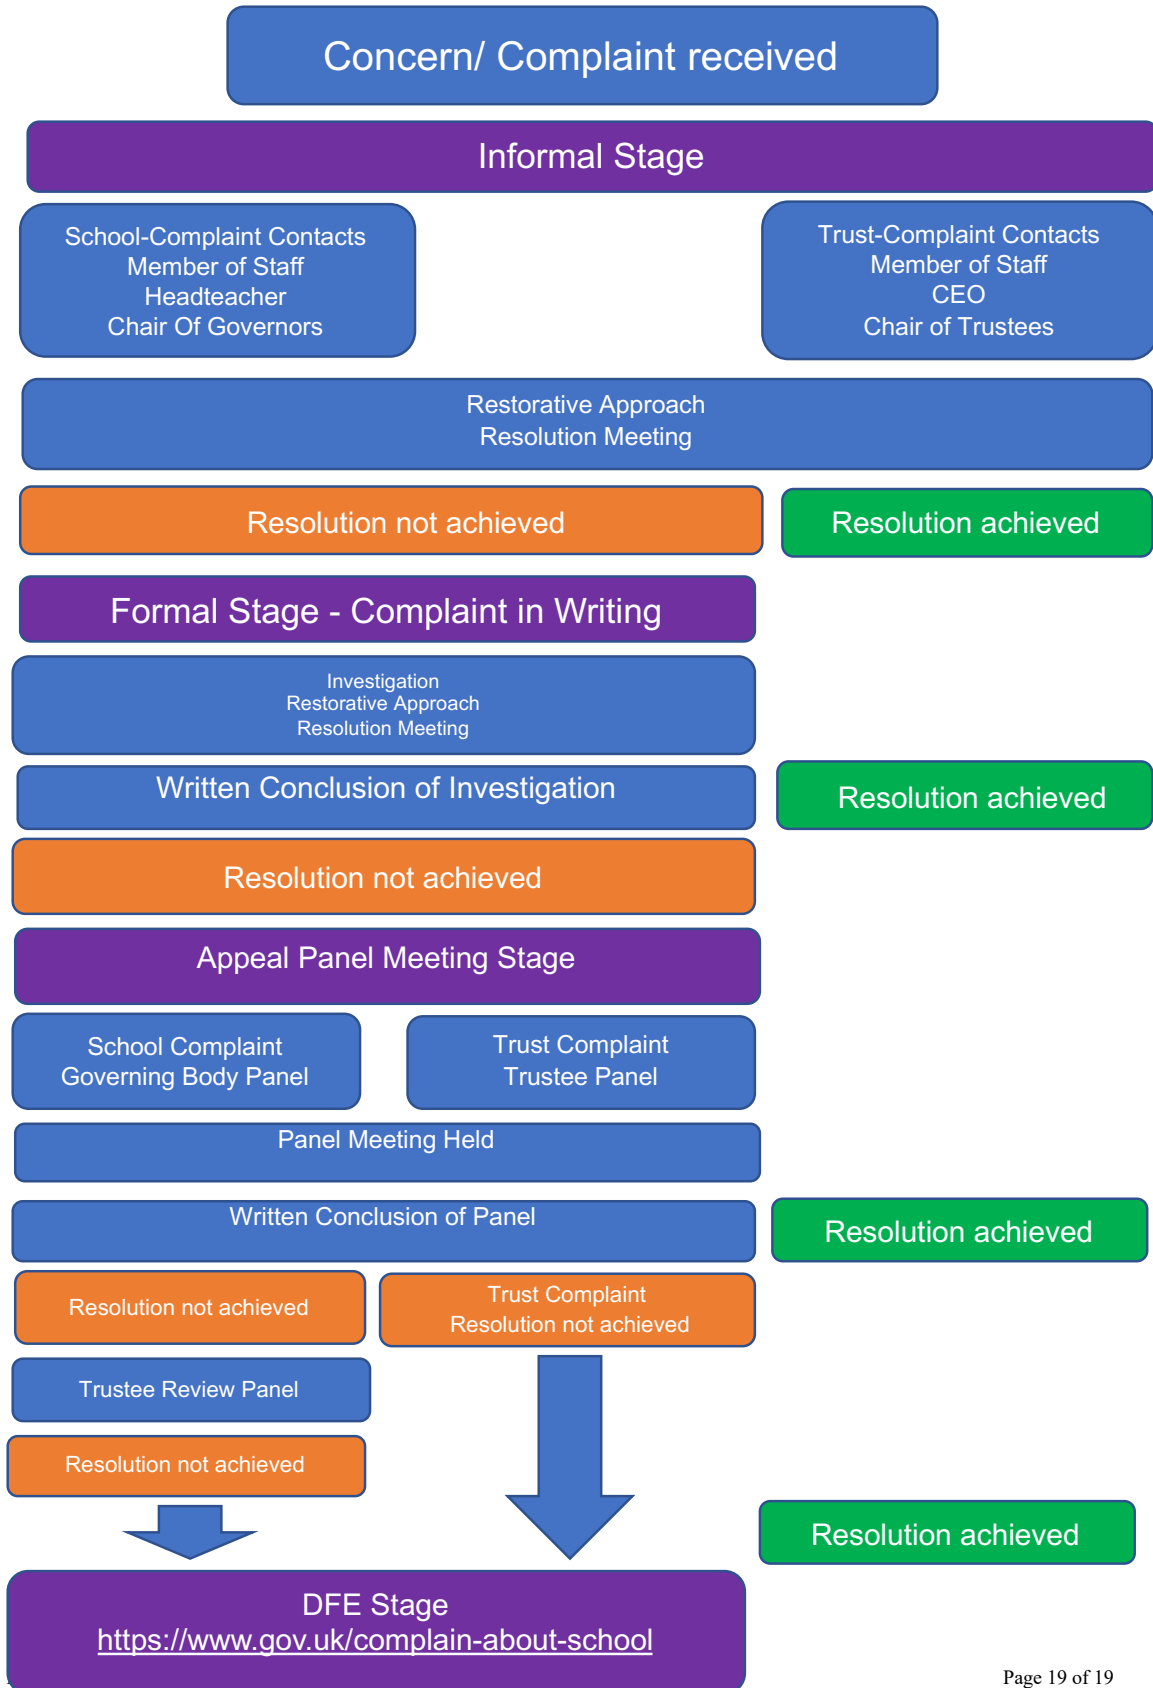 Concern/ Complaint received
Informal Stage
School-Complaint Contacts
Member of Staff
Headteacher
Chair Of Governors
Trust-Complaint Contacts
Member of Staff
CEO
Chair of Trustees
Restorative Approach
Resolution Meeting
Resolution not achieved
Resolution achieved
Formal Stage - Complaint in Writing
Investigation
Restorative Approach
Resolution Meeting
Written Conclusion of Investigation
Resolution achieved
Resolution not achieved
Appeal Panel Meeting Stage
School Complaint
Governing Body Panel
Trust Complaint
Trustee Panel
Panel Meeting Held
Written Conclusion of Panel
Resolution achieved
Resolution not achieved
Trust Complaint
Resolution not achieved
Trustee Review Panel
Resolution not achieved
Resolution achieved
DFE Stage
https://www.gov.uk/complain-about-school
Page 19 of 19